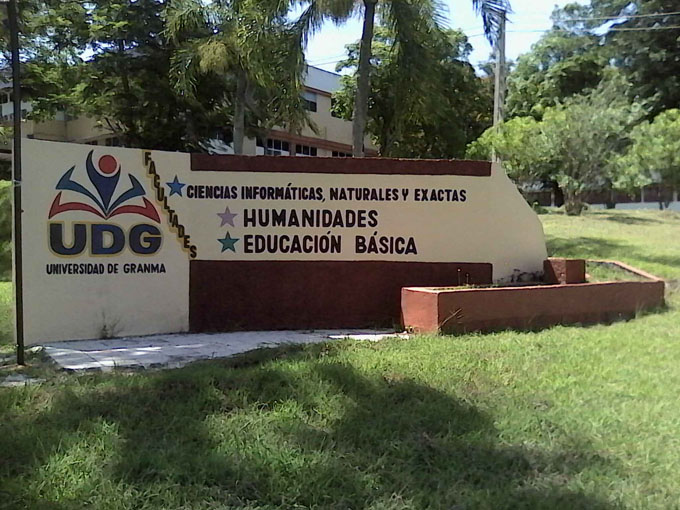 UDG
UNIVERSIDAD DE GRANMA
FACULTADES
CIENCIAS INFORMÁTICAS, NATURALES Y EXACTAS
HUMANIDADES
EDUCACIÓN BÁSICA